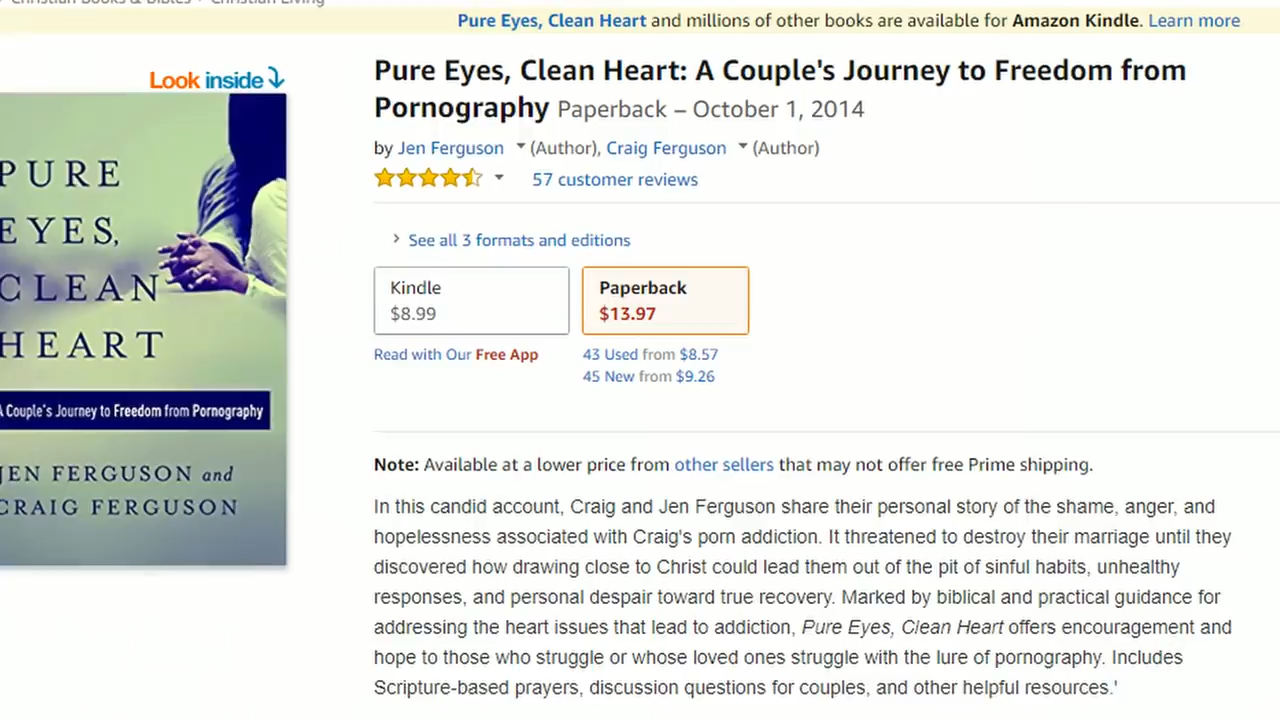 Christian Books & Bibles › Christian Living
Pure Eyes, Clean Heart and millions of other books are available for Amazon Kindle. Learn more
Look inside
Pure Eyes, Clean Heart: A Couple's Journey to Freedom from
Pornography Paperback – October 1, 2014
by Jen Ferguson (Author), Craig Ferguson (Author)
57 customer reviews
PURE
EYES,
CLEAN
HEART
A Couple's Journey to Freedom from Pornography
JEN FERGUSON and
CRAIG FERGUSON
› See all 3 formats and editions
Kindle
$8.99
Paperback
$13.97
Read with Our Free App
43 Used from $8.57
45 New from $9.26
Note: Available at a lower price from other sellers that may not offer free Prime shipping.
In this candid account, Craig and Jen Ferguson share their personal story of the shame, anger, and
hopelessness associated with Craig's porn addiction. It threatened to destroy their marriage until they
discovered how drawing close to Christ could lead them out of the pit of sinful habits, unhealthy
responses, and personal despair toward true recovery. Marked by biblical and practical guidance for
addressing the heart issues that lead to addiction, Pure Eyes, Clean Heart offers encouragement and
hope to those who struggle or whose loved ones struggle with the lure of pornography. Includes
Scripture-based prayers, discussion questions for couples, and other helpful resources.'